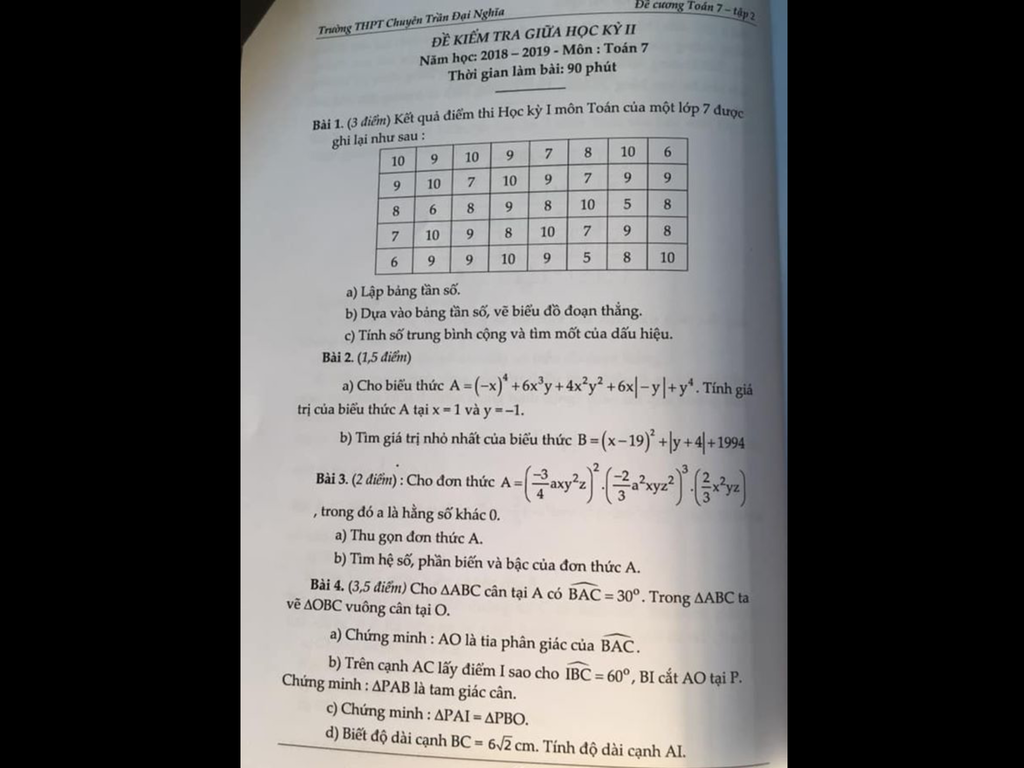 Trường THPT Chuyên Trần Đại Nghĩa
Đề cương Toán 7 – tập 2
ĐỀ KIỂM TRA GIỮA HỌC KỲ II
Năm học: 2018 – 2019 - Môn : Toán 7
Thời gian làm bài: 90 phút
Bài 1. (3 điểm) Kết quả điểm thi Học kỳ I môn Toán của một lớp 7 được
ghi lại như sau :
10 9 10 9 7 8 10 6
9 10 7 10 9 7 9 9
8 6 8 9 8 10 5 8
7 10 9 8 10 7 9 8
6 9 9 10 9 5 8 10
a) Lập bảng tần số.
b) Dựa vào bảng tần số, vẽ biểu đồ đoạn thẳng.
c) Tính số trung bình cộng và tìm mốt của dấu hiệu.
Bài 2. (1,5 điểm)
a) Cho biểu thức A = (−x)⁴ + 6x³y + 4x²y² + 6x|−y| + y⁴. Tính giá
trị của biểu thức A tại x = 1 và y = –1.
b) Tìm giá trị nhỏ nhất của biểu thức B = (x − 19)² + |y + 4| + 1994
Bài 3. (2 điểm) : Cho đơn thức A = (−3/4 axy²z)² . (−2/3 a²xyz²)³ . (2/3 x²yz)
, trong đó a là hằng số khác 0.
a) Thu gọn đơn thức A.
b) Tìm hệ số, phần biến và bậc của đơn thức A.
Bài 4. (3,5 điểm) Cho ΔABC cân tại A có BAC = 30°. Trong ΔABC ta
vẽ ΔOBC vuông cân tại O.
a) Chứng minh : AO là tia phân giác của BAC.
b) Trên cạnh AC lấy điểm I sao cho IBC = 60°, BI cắt AO tại P.
Chứng minh : ΔPAB là tam giác cân.
c) Chứng minh : ΔPAI = ΔPBO.
d) Biết độ dài cạnh BC = 6√2 cm. Tính độ dài cạnh AI.